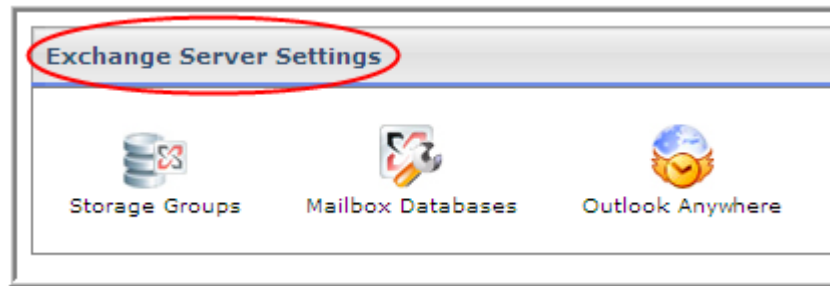 Exchange Server Settings
Storage Groups Mailbox Databases Outlook Anywhere